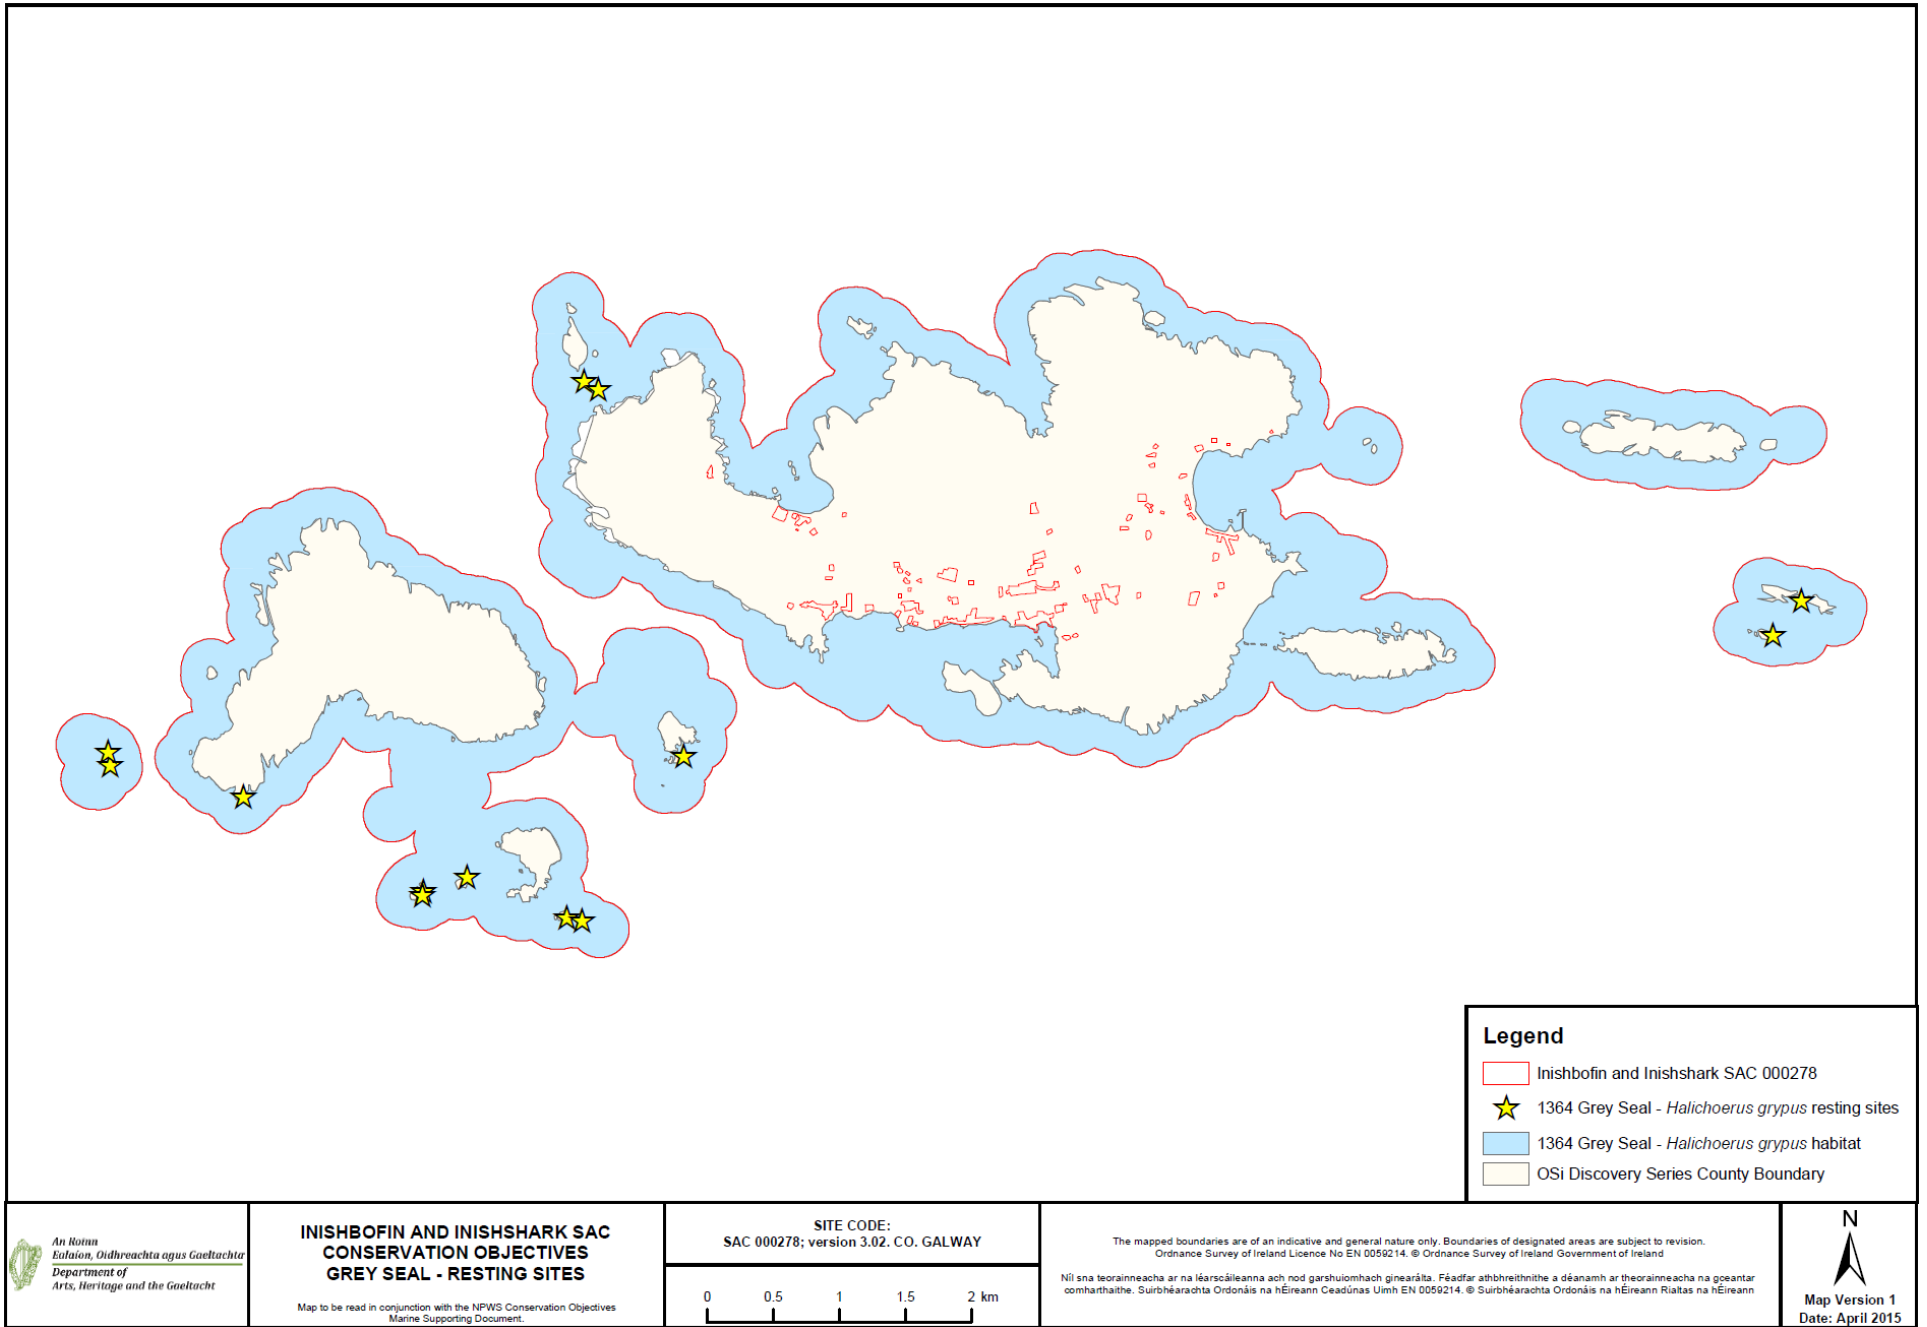 Legend
Inishbofin and Inishshark SAC 000278
1364 Grey Seal - Halichoerus grypus resting sites
1364 Grey Seal - Halichoerus grypus habitat
OSi Discovery Series County Boundary
An Roinn
Ealaíon, Oidhreachta agus Gaeltachta
Department of
Arts, Heritage and the Gaeltacht
INISHBOFIN AND INISHSHARK SAC
CONSERVATION OBJECTIVES
GREY SEAL - RESTING SITES
Map to be read in conjunction with the NPWS Conservation Objectives
Marine Supporting Document.
SITE CODE:
SAC 000278; version 3.02. CO. GALWAY
0 0.5 1 1.5 2 km
The mapped boundaries are of an indicative and general nature only. Boundaries of designated areas are subject to revision.
Ordnance Survey of Ireland Licence No EN 0059214. © Ordnance Survey of Ireland Government of Ireland
Níl sna teorainneacha ar na léarscáileanna ach nod garshuiomhach ginearálta. Féadfar athbhreithnithe a déanamh ar theorainneacha na gceantar
comharthaithe. Suirbhéarachta Ordonáis na hÉireann Ceadúnas Uimh EN 0059214. © Suirbhéarachta Ordonáis na hÉireann Rialtas na hÉireann
N
Map Version 1
Date: April 2015